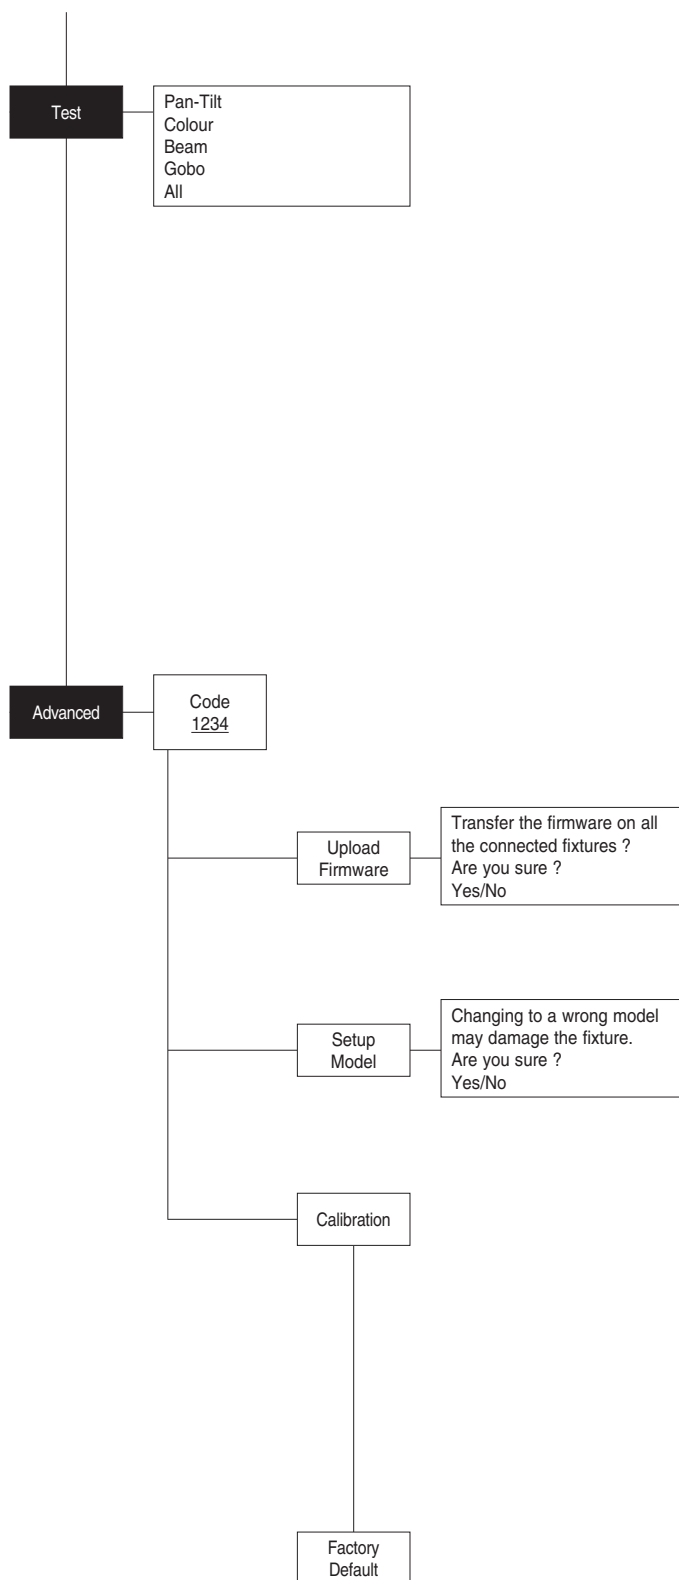 Test
Pan-Tilt
Colour
Beam
Gobo
All
Advanced
Code
1234
Upload
Firmware
Transfer the firmware on all
the connected fixtures ?
Are you sure ?
Yes/No
Setup
Model
Changing to a wrong model
may damage the fixture.
Are you sure ?
Yes/No
Calibration
Factory
Default